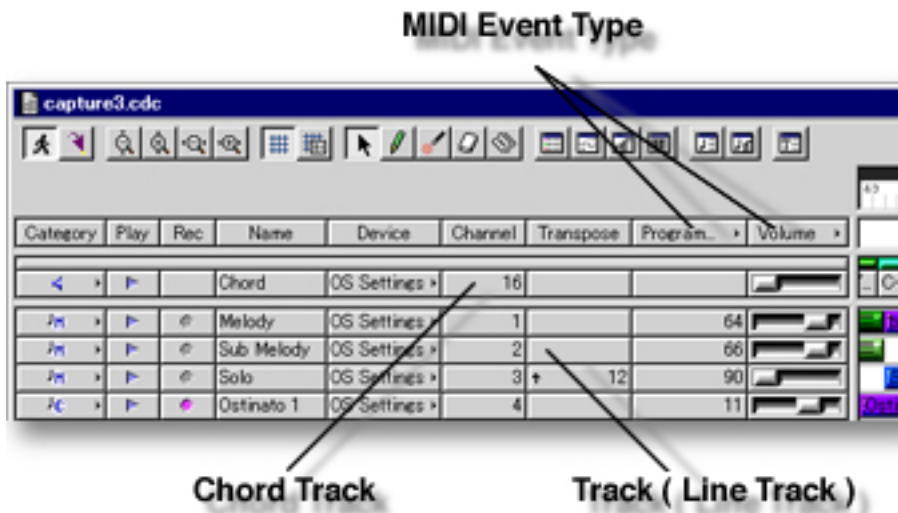 MIDI Event Type
capture3.cdc
Category Play Rec Name Device Channel Transpose Program... Volume
Chord OS Settings 16
Melody OS Settings 1 64
Sub Melody OS Settings 2 66
Solo OS Settings 3 12 90
Ostinato 1 OS Settings 4 11
Chord Track Track ( Line Track )